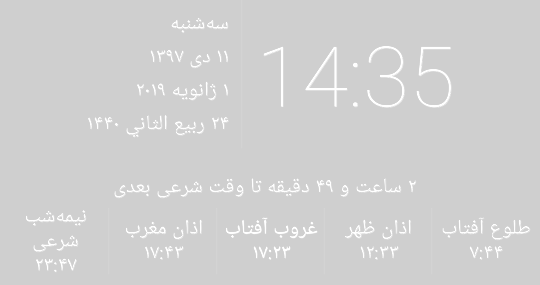 سه‌شنبه
۱۱ دی ۱۳۹۷
۱ ژانویه ۲۰۱۹
۲۴ ربيع الثاني ۱۴۴۰
14:35
۲ ساعت و ۴۹ دقیقه تا وقت شرعی بعدی
طلوع آفتاب
۷:۴۴
اذان ظهر
۱۲:۳۳
غروب آفتاب
۱۷:۲۳
اذان مغرب
۱۷:۴۳
نیمه‌شب
شرعی
۲۳:۴۷